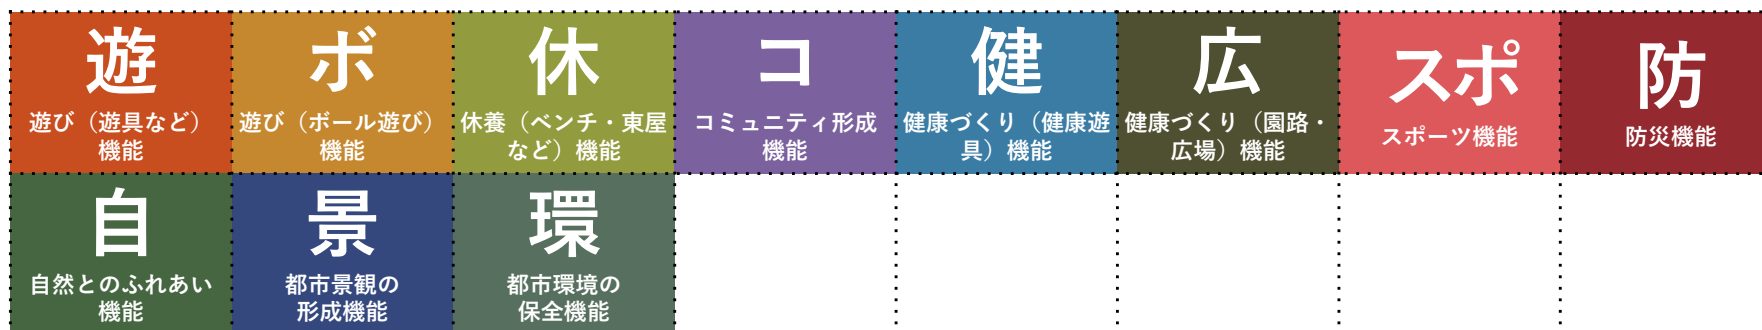 遊
遊び（遊具など）
機能
ボ
遊び（ボール遊び）
機能
休
休養（ベンチ・東屋
など）機能
コ
コミュニティ形成
機能
健
健康づくり（健康遊
具）機能
広
健康づくり（園路・
広場）機能
スポ
スポーツ機能
防
防災機能
自
自然とのふれあい
機能
景
都市景観の
形成機能
環
都市環境の
保全機能